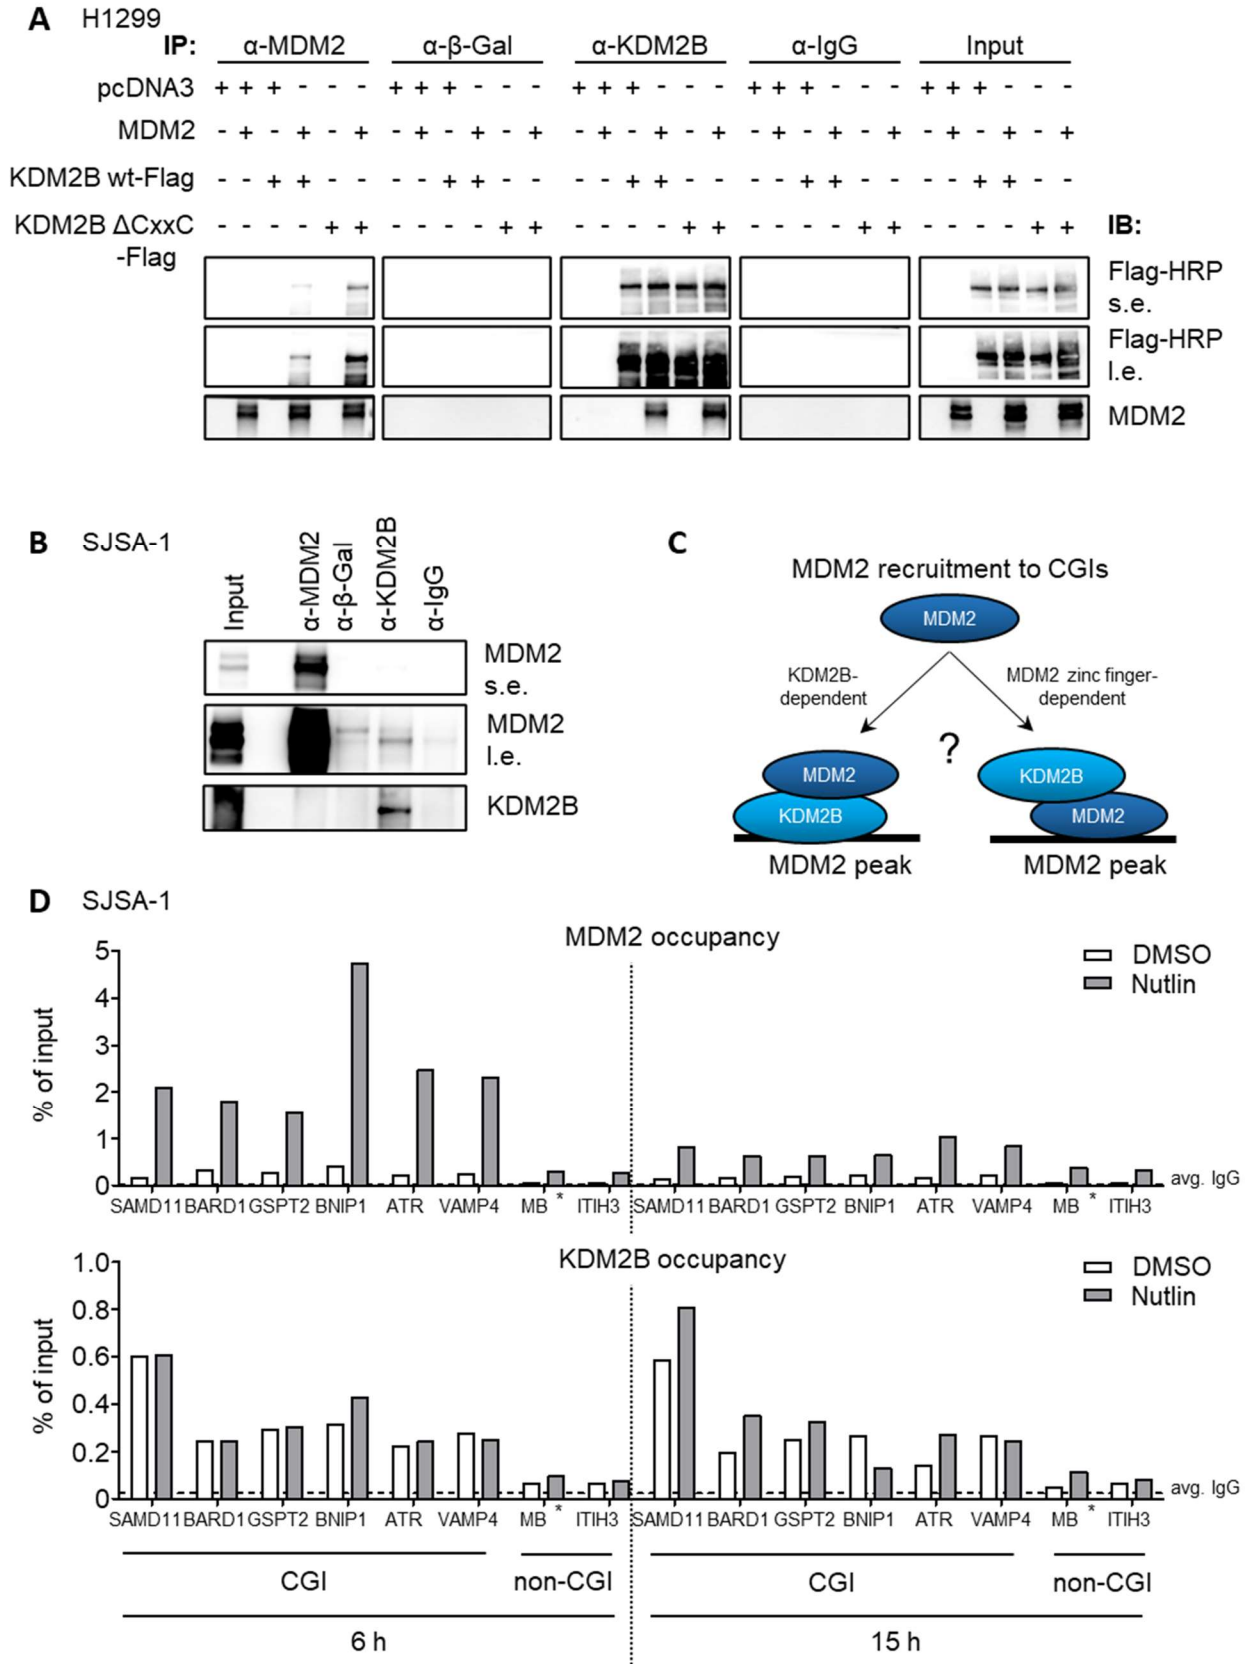 A H1299
IP: α-MDM2 α-β-Gal α-KDM2B α-IgG Input
pcDNA3 + + + - - - + + + - - - + + + - - - + + + - - - + + + - - -
MDM2 - + - + - + - + - + - + - + - + - + - + - + - + - + - + - +
KDM2B wt-Flag - - + + - - - - + + - - - - + + - - - - + + - - - - + + - -
KDM2B ΔCxxC - - - - + + - - - - + + - - - - + + - - - - + + - - - - + + IB:
-Flag
Flag-HRP
s.e.
Flag-HRP
l.e.
MDM2
B SJSA-1
Input α-MDM2 α-β-Gal α-KDM2B α-IgG
MDM2
s.e.
MDM2
l.e.
KDM2B
C
MDM2 recruitment to CGIs
MDM2
KDM2B-
dependent
MDM2 zinc finger-
dependent
?
MDM2
KDM2B
MDM2 peak
KDM2B
MDM2
MDM2 peak
D SJSA-1
MDM2 occupancy
DMSO
Nutlin
% of input
5
4
3
2
1
0
avg. IgG
SAMD11 BARD1 GSPT2 BNIP1 ATR VAMP4 MB * ITIH3 SAMD11 BARD1 GSPT2 BNIP1 ATR VAMP4 MB * ITIH3
KDM2B occupancy
DMSO
Nutlin
% of input
1.0
0.8
0.6
0.4
0.2
0
avg. IgG
SAMD11 BARD1 GSPT2 BNIP1 ATR VAMP4 MB * ITIH3 SAMD11 BARD1 GSPT2 BNIP1 ATR VAMP4 MB * ITIH3
CGI non-CGI CGI non-CGI
6 h 15 h